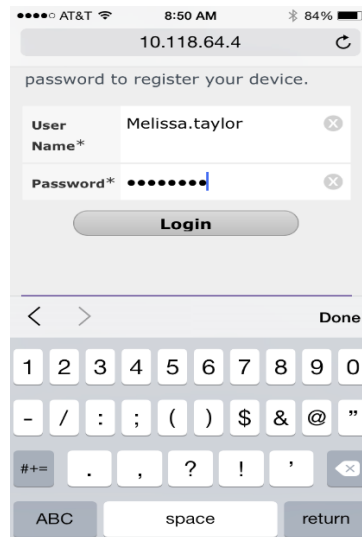 AT&T 8:50 AM 84%
10.118.64.4
password to register your device.
User Melissa.taylor
Name*
Password* ••••••••
Login
Done
1 2 3 4 5 6 7 8 9 0
- / : ; ( ) $ & @ "
#+= . , ? ! '
ABC space return